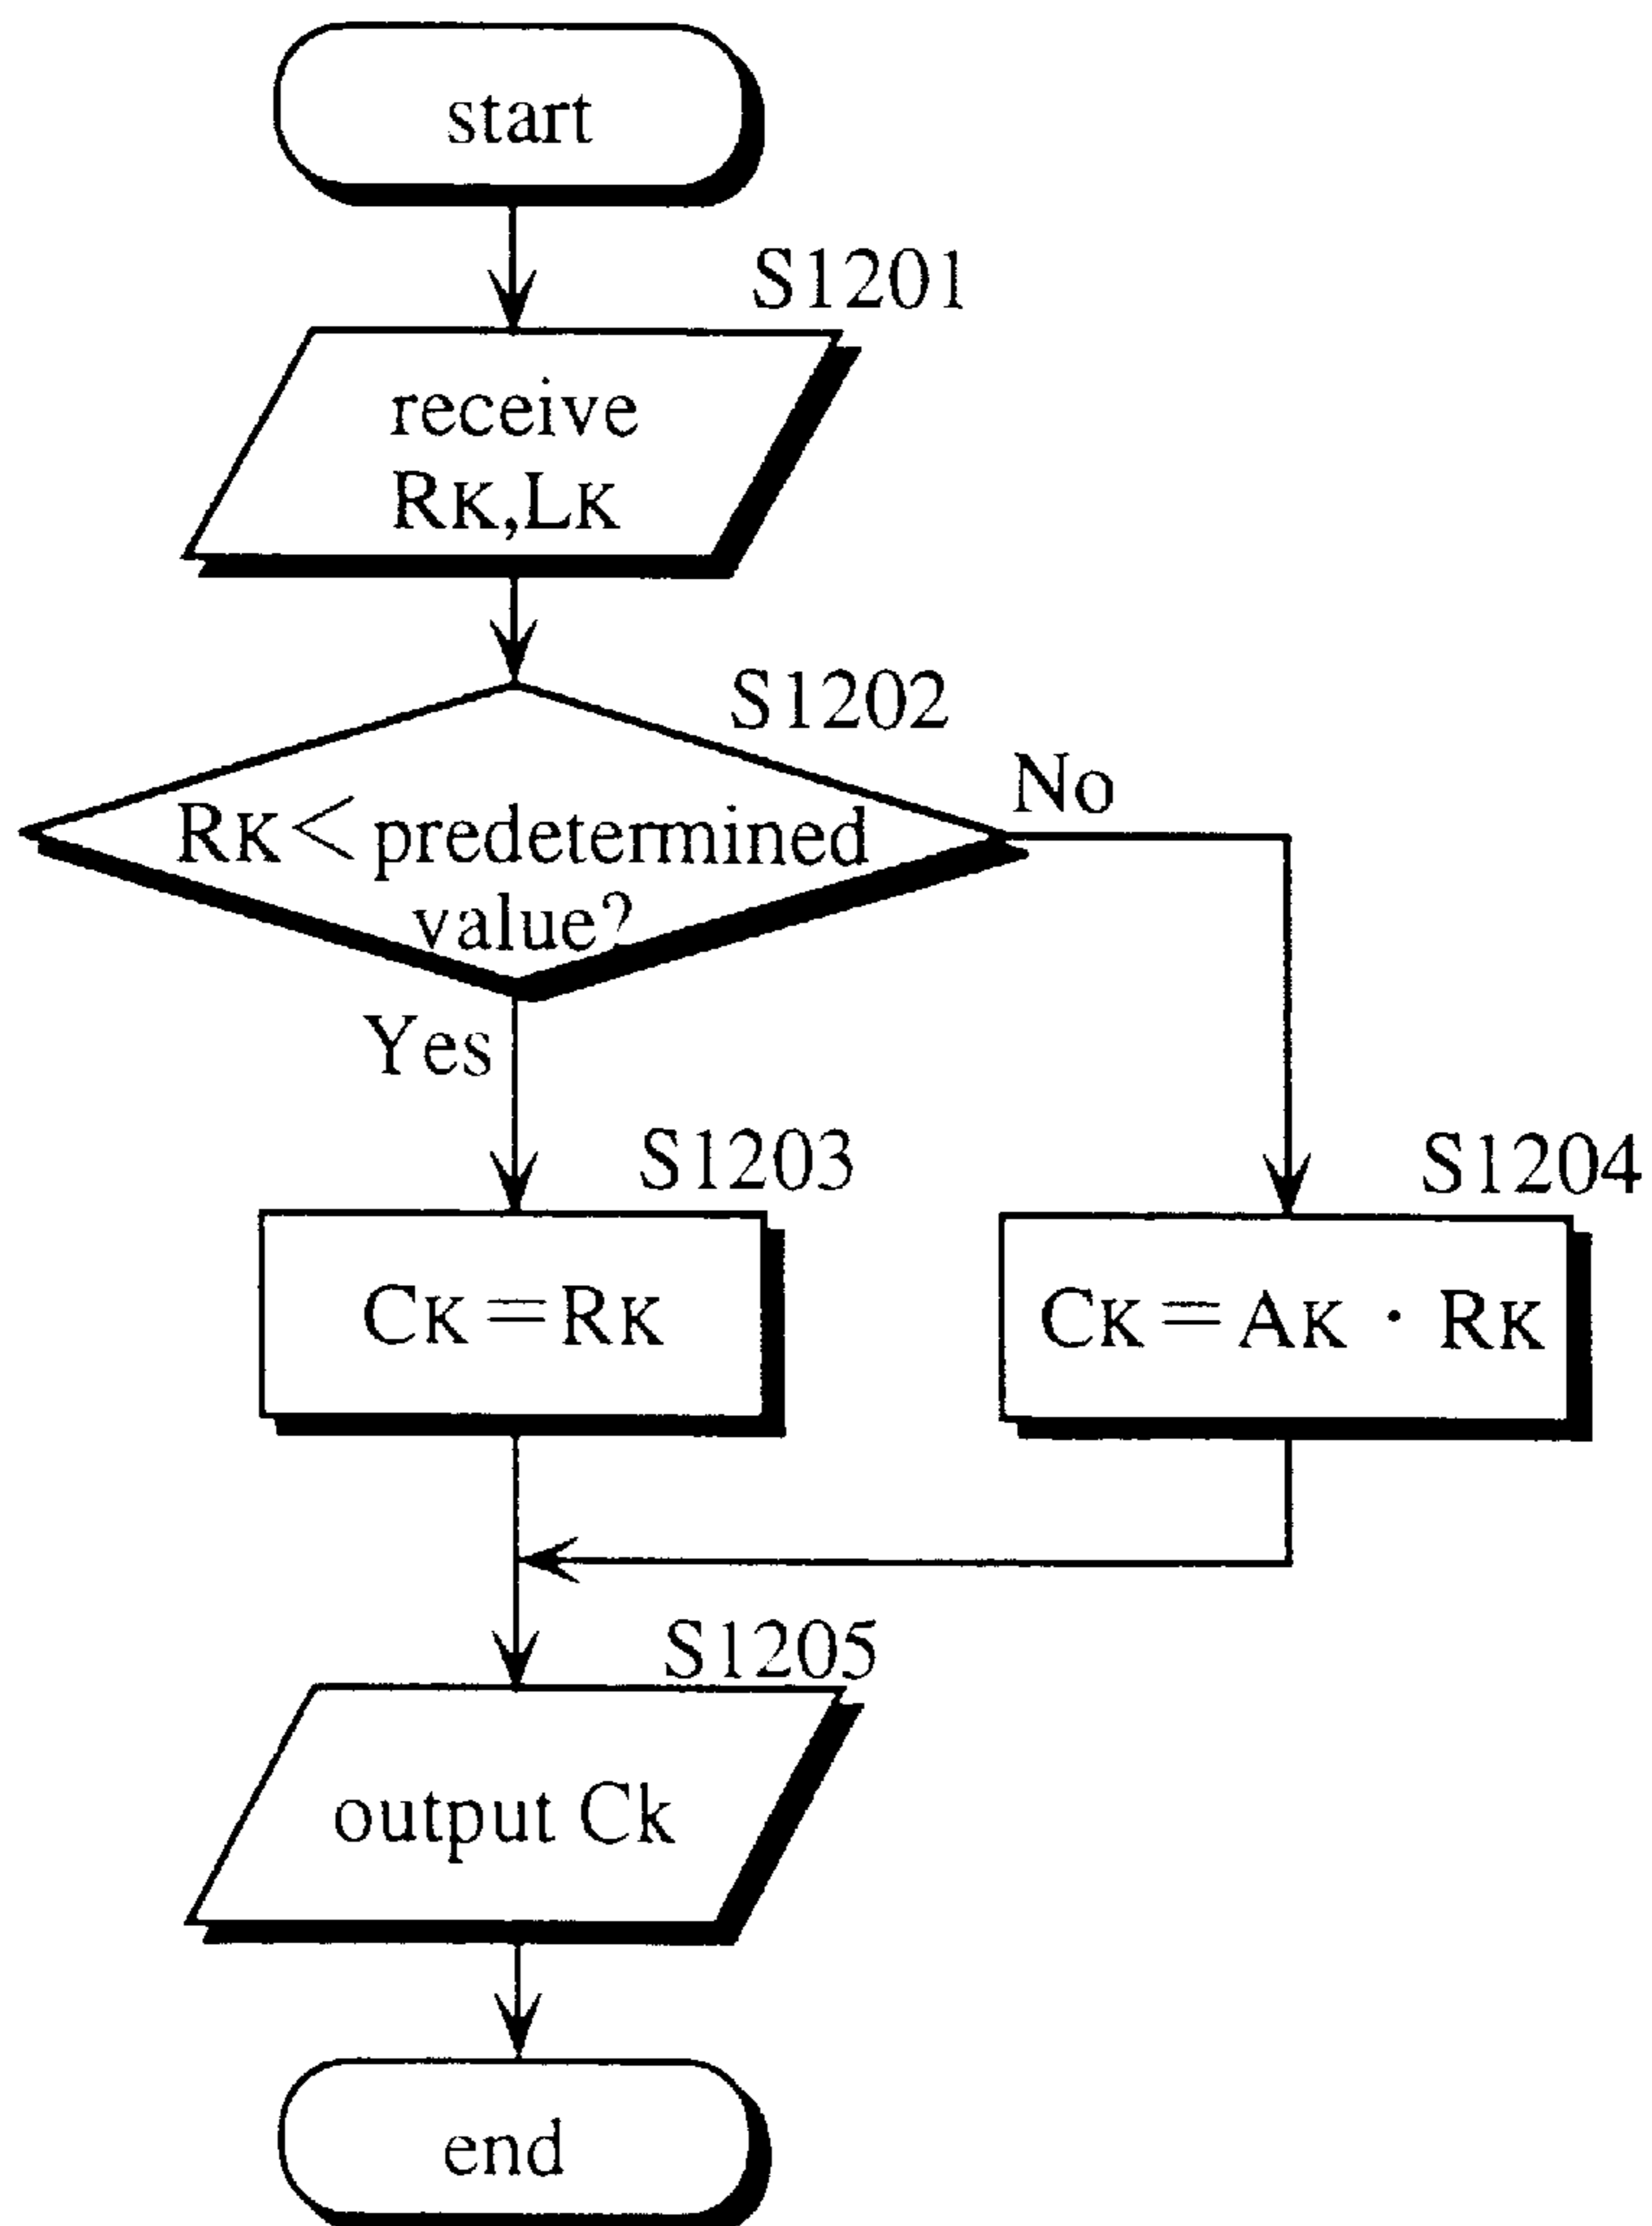 start
S1201
receive
RK,LK
S1202
No
RK<predetermined
value?
Yes
S1203
S1204
CK=RK
CK=AK · RK
S1205
output Ck
end